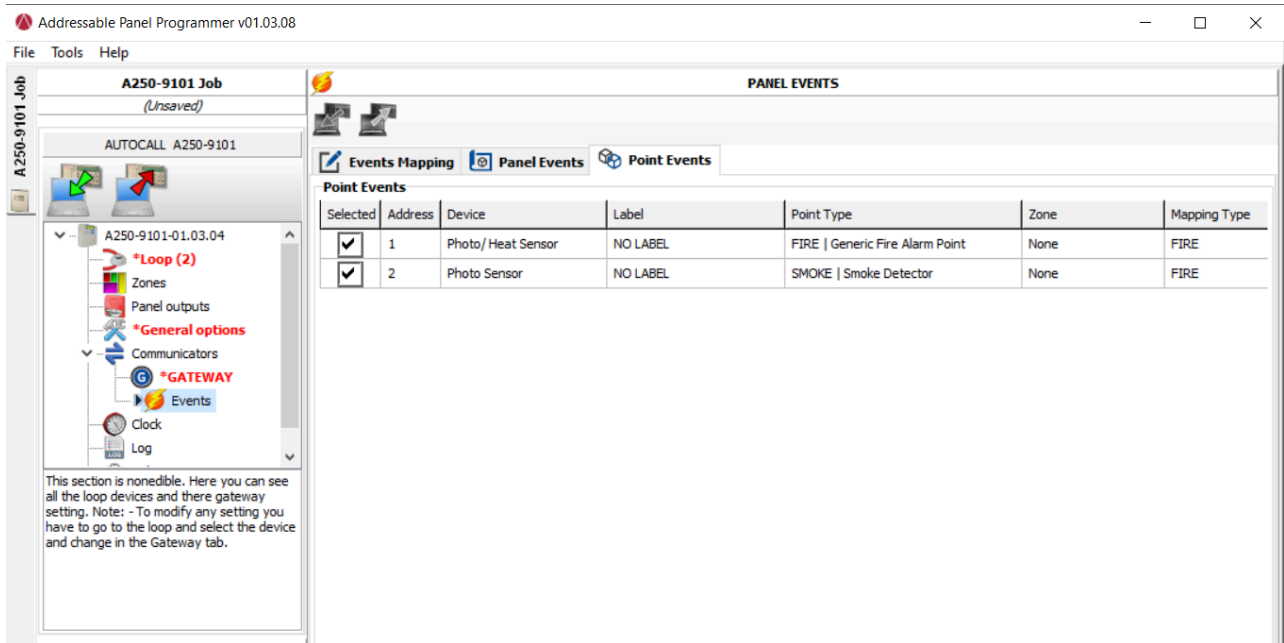 Addressable Panel Programmer v01.03.08
File Tools Help
A250-9101 Job
A250-9101 Job
(Unsaved)
AUTOCALL A250-9101
A250-9101-01.03.04
*Loop (2)
Zones
Panel outputs
*General options
Communicators
G *GATEWAY
Events
Clock
LOG Log
This section is nonedible. Here you can see
all the loop devices and there gateway
setting. Note: - To modify any setting you
have to go to the loop and select the device
and change in the Gateway tab.
PANEL EVENTS
Events Mapping Panel Events Point Events
Point Events
Selected Address Device Label Point Type Zone Mapping Type
1 Photo/Heat Sensor NO LABEL FIRE | Generic Fire Alarm Point None FIRE
2 Photo Sensor NO LABEL SMOKE | Smoke Detector None FIRE